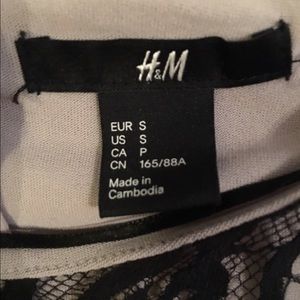 H&M
EUR S
US S
CA P
CN 165/88A
Made in
Cambodia